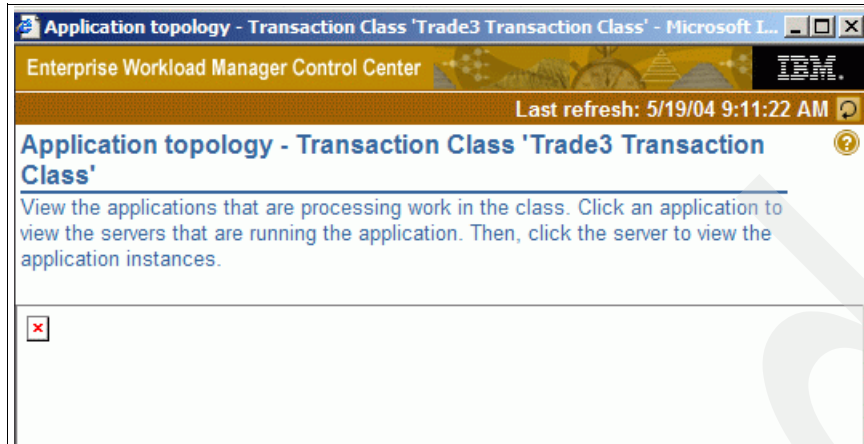 Application topology - Transaction Class 'Trade3 Transaction Class' - Microsoft I...
Enterprise Workload Manager Control Center
IBM.
Last refresh: 5/19/04 9:11:22 AM
Application topology - Transaction Class 'Trade3 Transaction
Class'
View the applications that are processing work in the class. Click an application to
view the servers that are running the application. Then, click the server to view the
application instances.